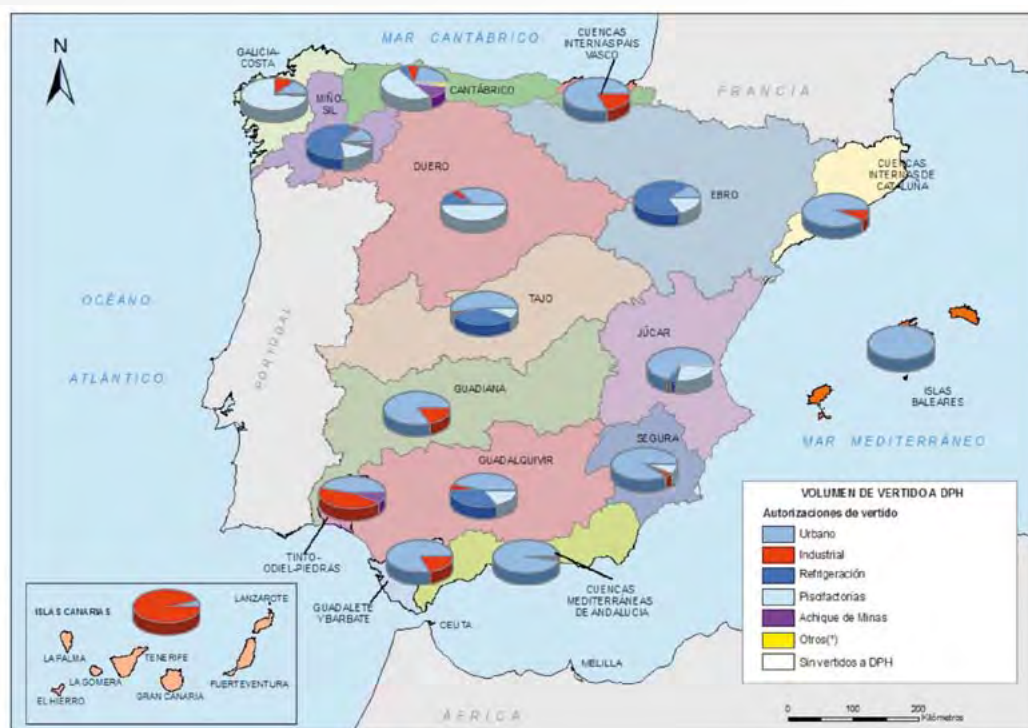 N
MAR CANTÁBRICO
CUENCAS
INTERNAS PAIS
VASCO
GALICIA-
COSTA
CANTÁBRICO
FRANCIA
MIÑO-
SIL
DUERO
EBRO
CUENCAS
INTERNAS DE
CATALUÑA
OCÉANO
ATLÁNTICO
PORTUGAL
TAJO
JÚCAR
GUADIANA
ISLAS
BALEARES
MAR MEDITERRÁNEO
SEGURA
GUADALQUIVIR
TINTO-
ODIEL-PIEDRAS
GUADALETE
Y BARBATE
CUENCAS
MEDITERRÁNEAS
DE ANDALUCIA
CEUTA
MELILLA
ÁFRICA
ISLAS CANARIAS
LANZAROTE
LA PALMA
TENERIFE
LA GOMERA
EL HIERRO
GRAN CANARIA
FUERTEVENTURA
VOLUMEN DE VERTIDO A DPH
Autorizaciones de vertido
Urbano
Industrial
Refrigeración
Piscifactorias
Achique de Minas
Otros(*)
Sin vertidos a DPH
0 100 200
Kilómetros